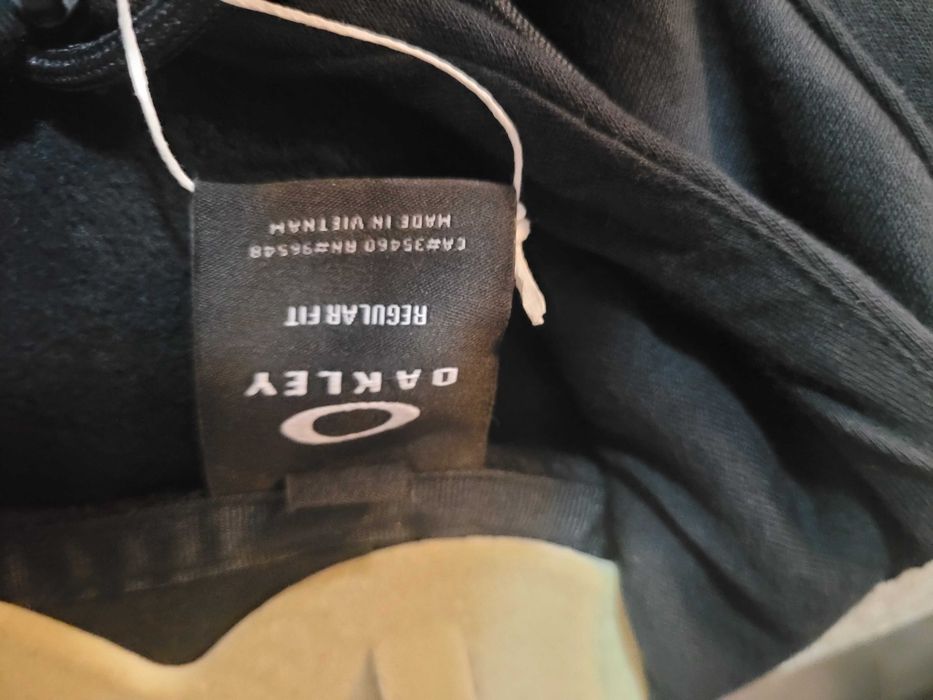 OAKLEY
REGULAR FIT
CA#35460 RN#96548
MADE IN VIETNAM